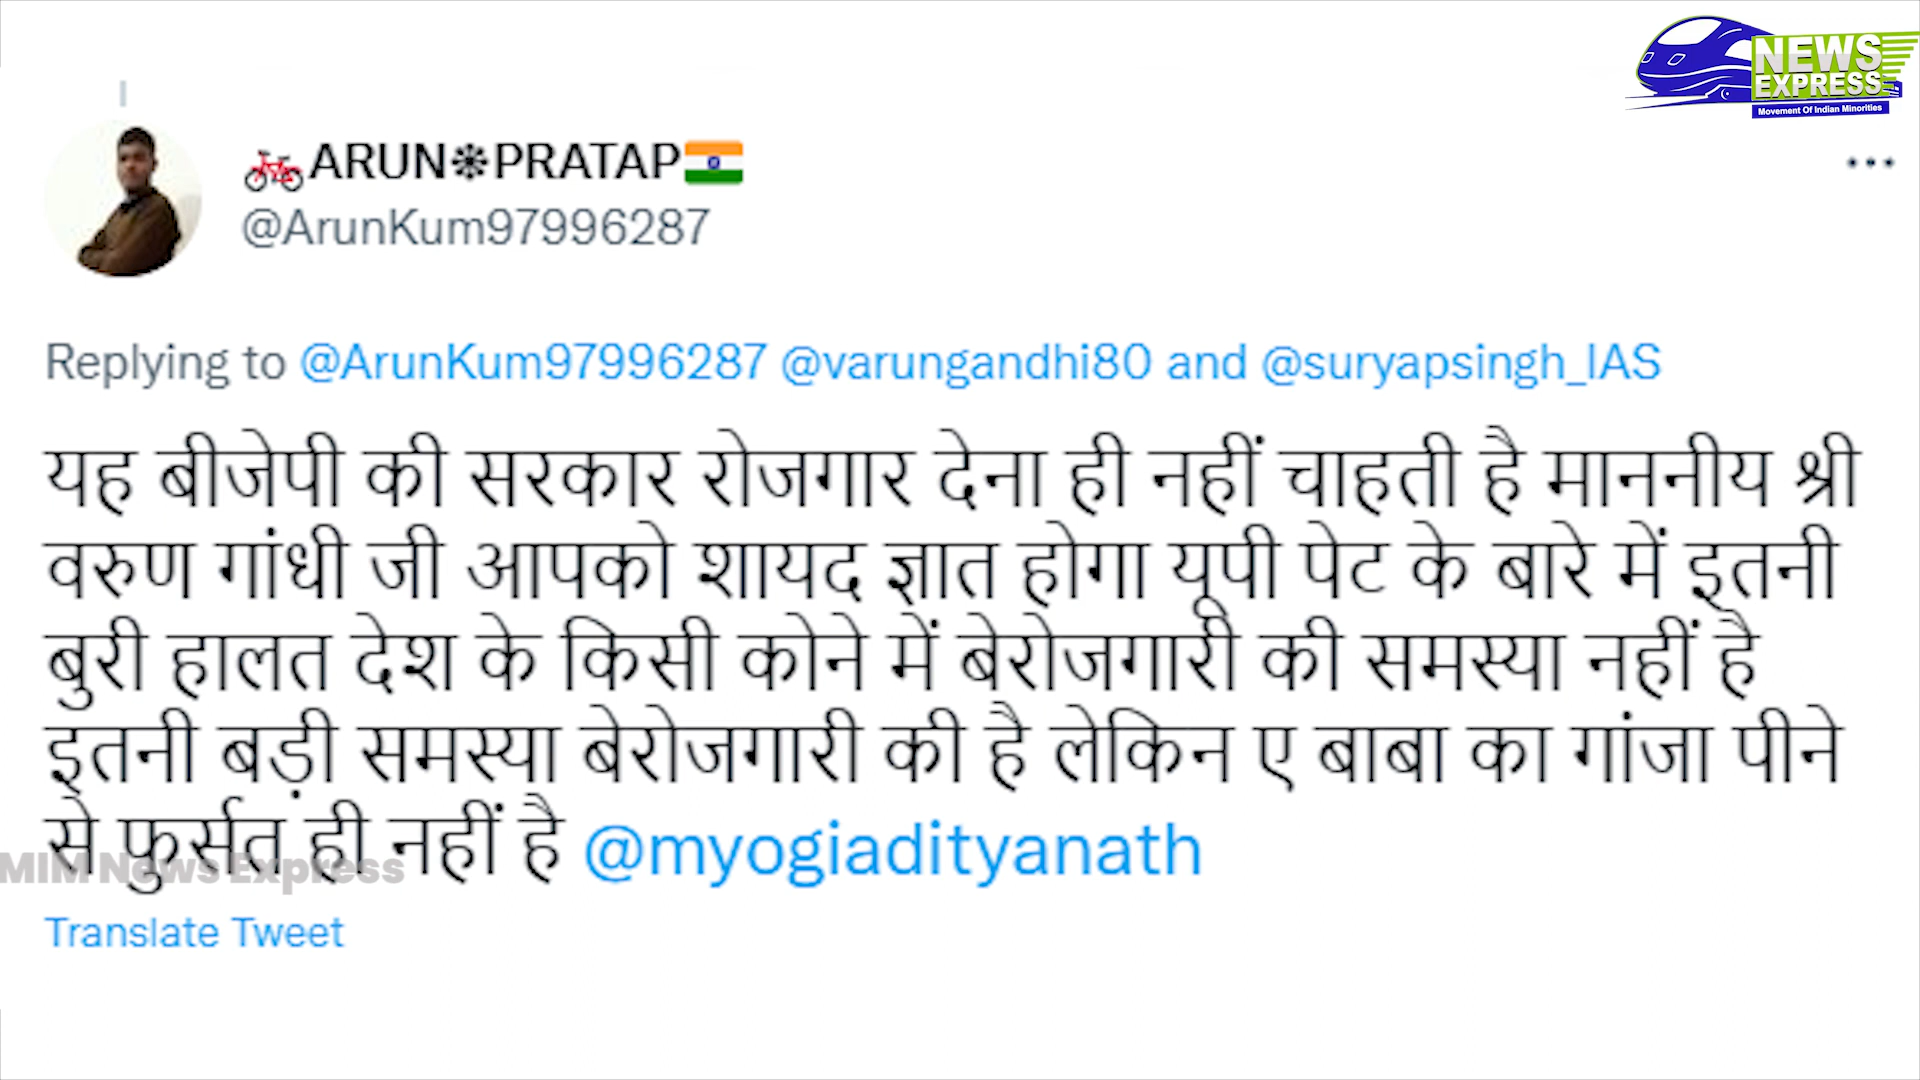 NEWS
EXPRESS
Movement Of Indian Minorities
🚲ARUN❄PRATAP🇮🇳
@ArunKum97996287
Replying to @ArunKum97996287 @varungandhi80 and @suryapsingh_IAS
यह बीजेपी की सरकार रोजगार देना ही नहीं चाहती है माननीय श्री
वरुण गांधी जी आपको शायद ज्ञात होगा यूपी पेट के बारे में इतनी
बुरी हालत देश के किसी कोने में बेरोजगारी की समस्या नहीं है
इतनी बड़ी समस्या बेरोजगारी की है लेकिन ए बाबा का गांजा पीने
से फुर्सत ही नहीं है @myogiadityanath
MIM News Express
Translate Tweet